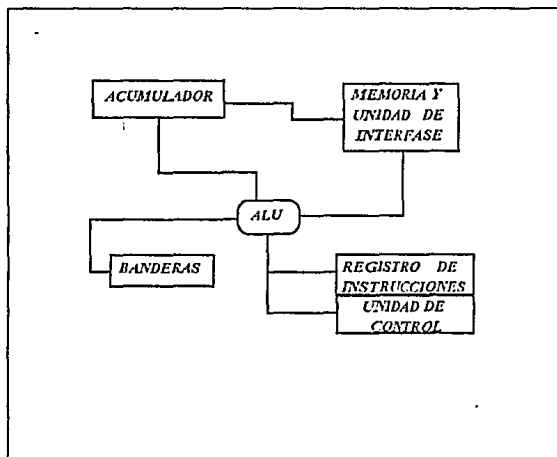 ACUMULADOR
MEMORIA Y
UNIDAD DE
INTERFASE
ALU
BANDERAS
REGISTRO DE
INSTRUCCIONES
UNIDAD DE
CONTROL